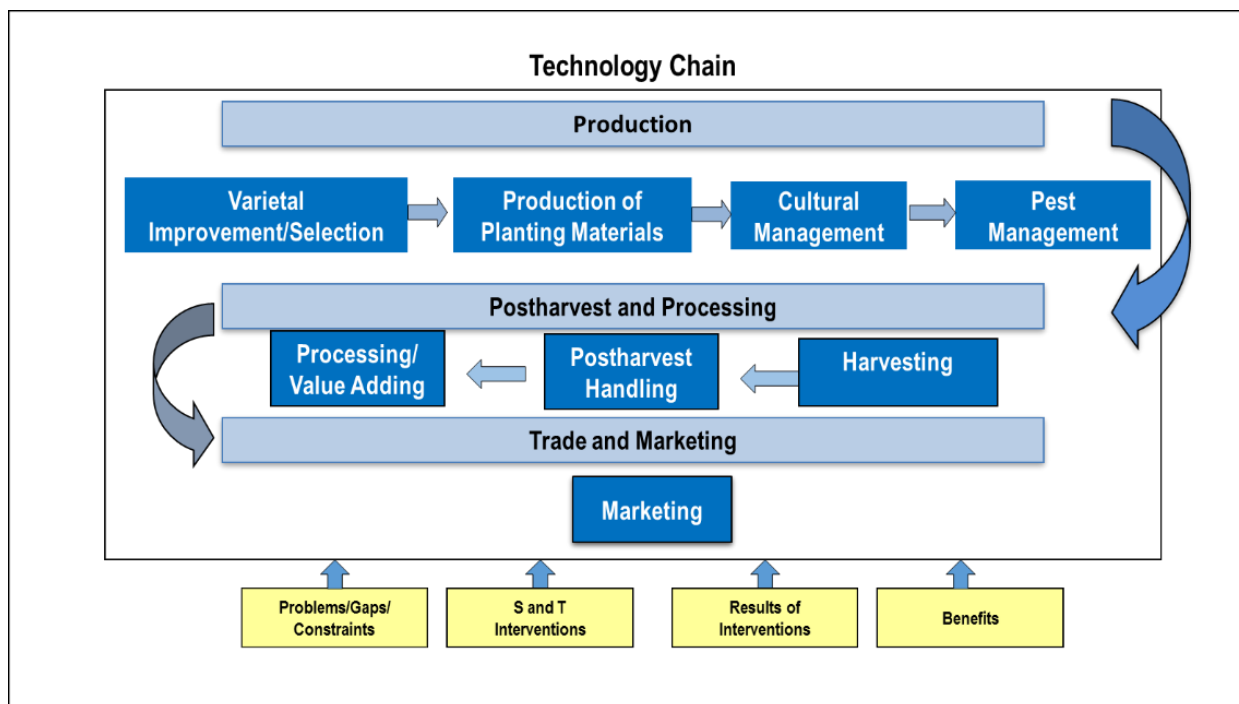 Technology Chain
Production
Varietal
Improvement/Selection
Production of
Planting Materials
Cultural
Management
Pest
Management
Postharvest and Processing
Processing/
Value Adding
Postharvest
Handling
Harvesting
Trade and Marketing
Marketing
Problems/Gaps/
Constraints
S and T
Interventions
Results of
Interventions
Benefits